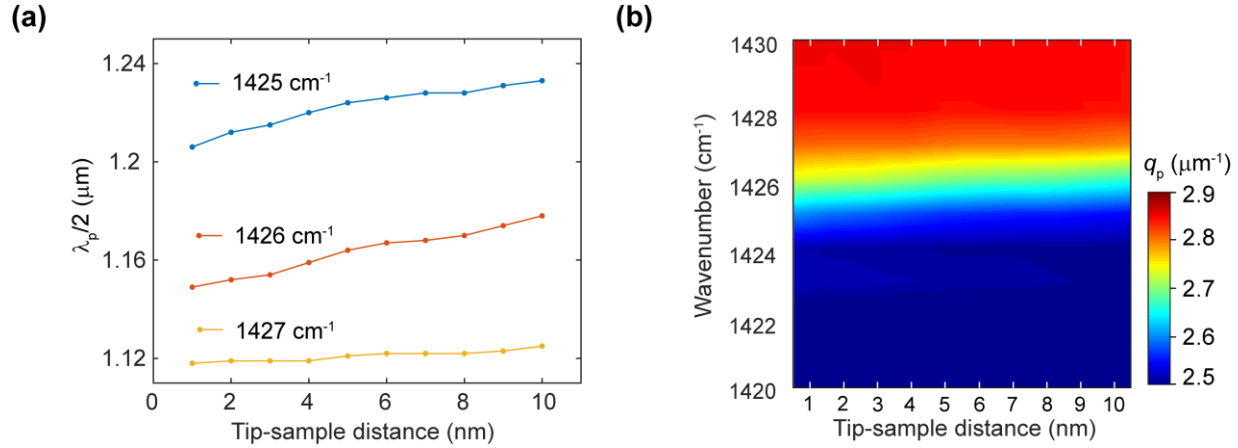 (a)
1.24
1.2
1.16
1.12
λp/2 (μm)
1425 cm-1
1426 cm-1
1427 cm-1
0 2 4 6 8 10
Tip-sample distance (nm)
(b)
1430
1428
1426
1424
1422
1420
Wavenumber (cm-1)
1 2 3 4 5 6 7 8 9 10
Tip-sample distance (nm)
qp (μm-1)
2.9
2.8
2.7
2.6
2.5